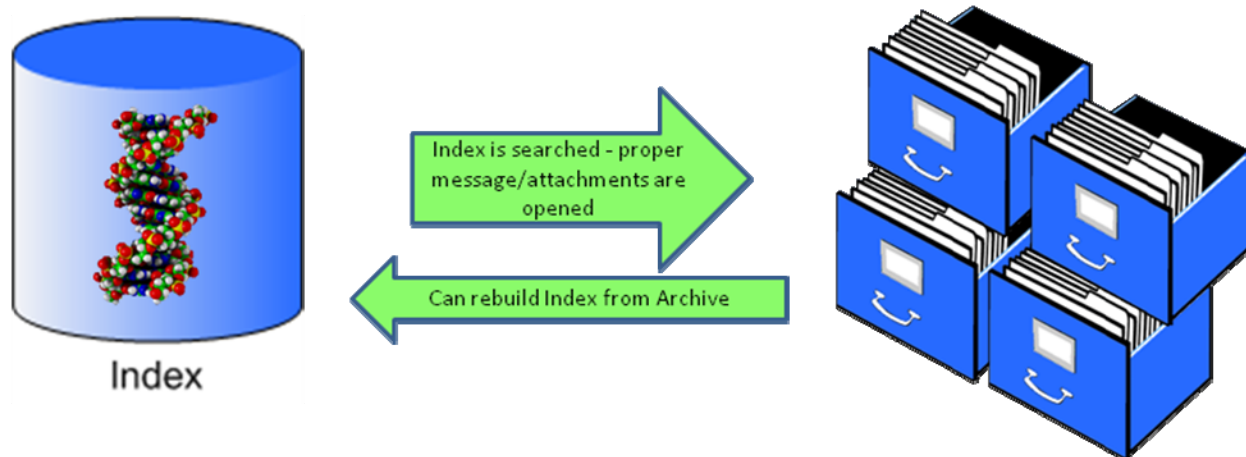 Index is searched - proper
message/attachments are
opened
Can rebuild Index from Archive
Index